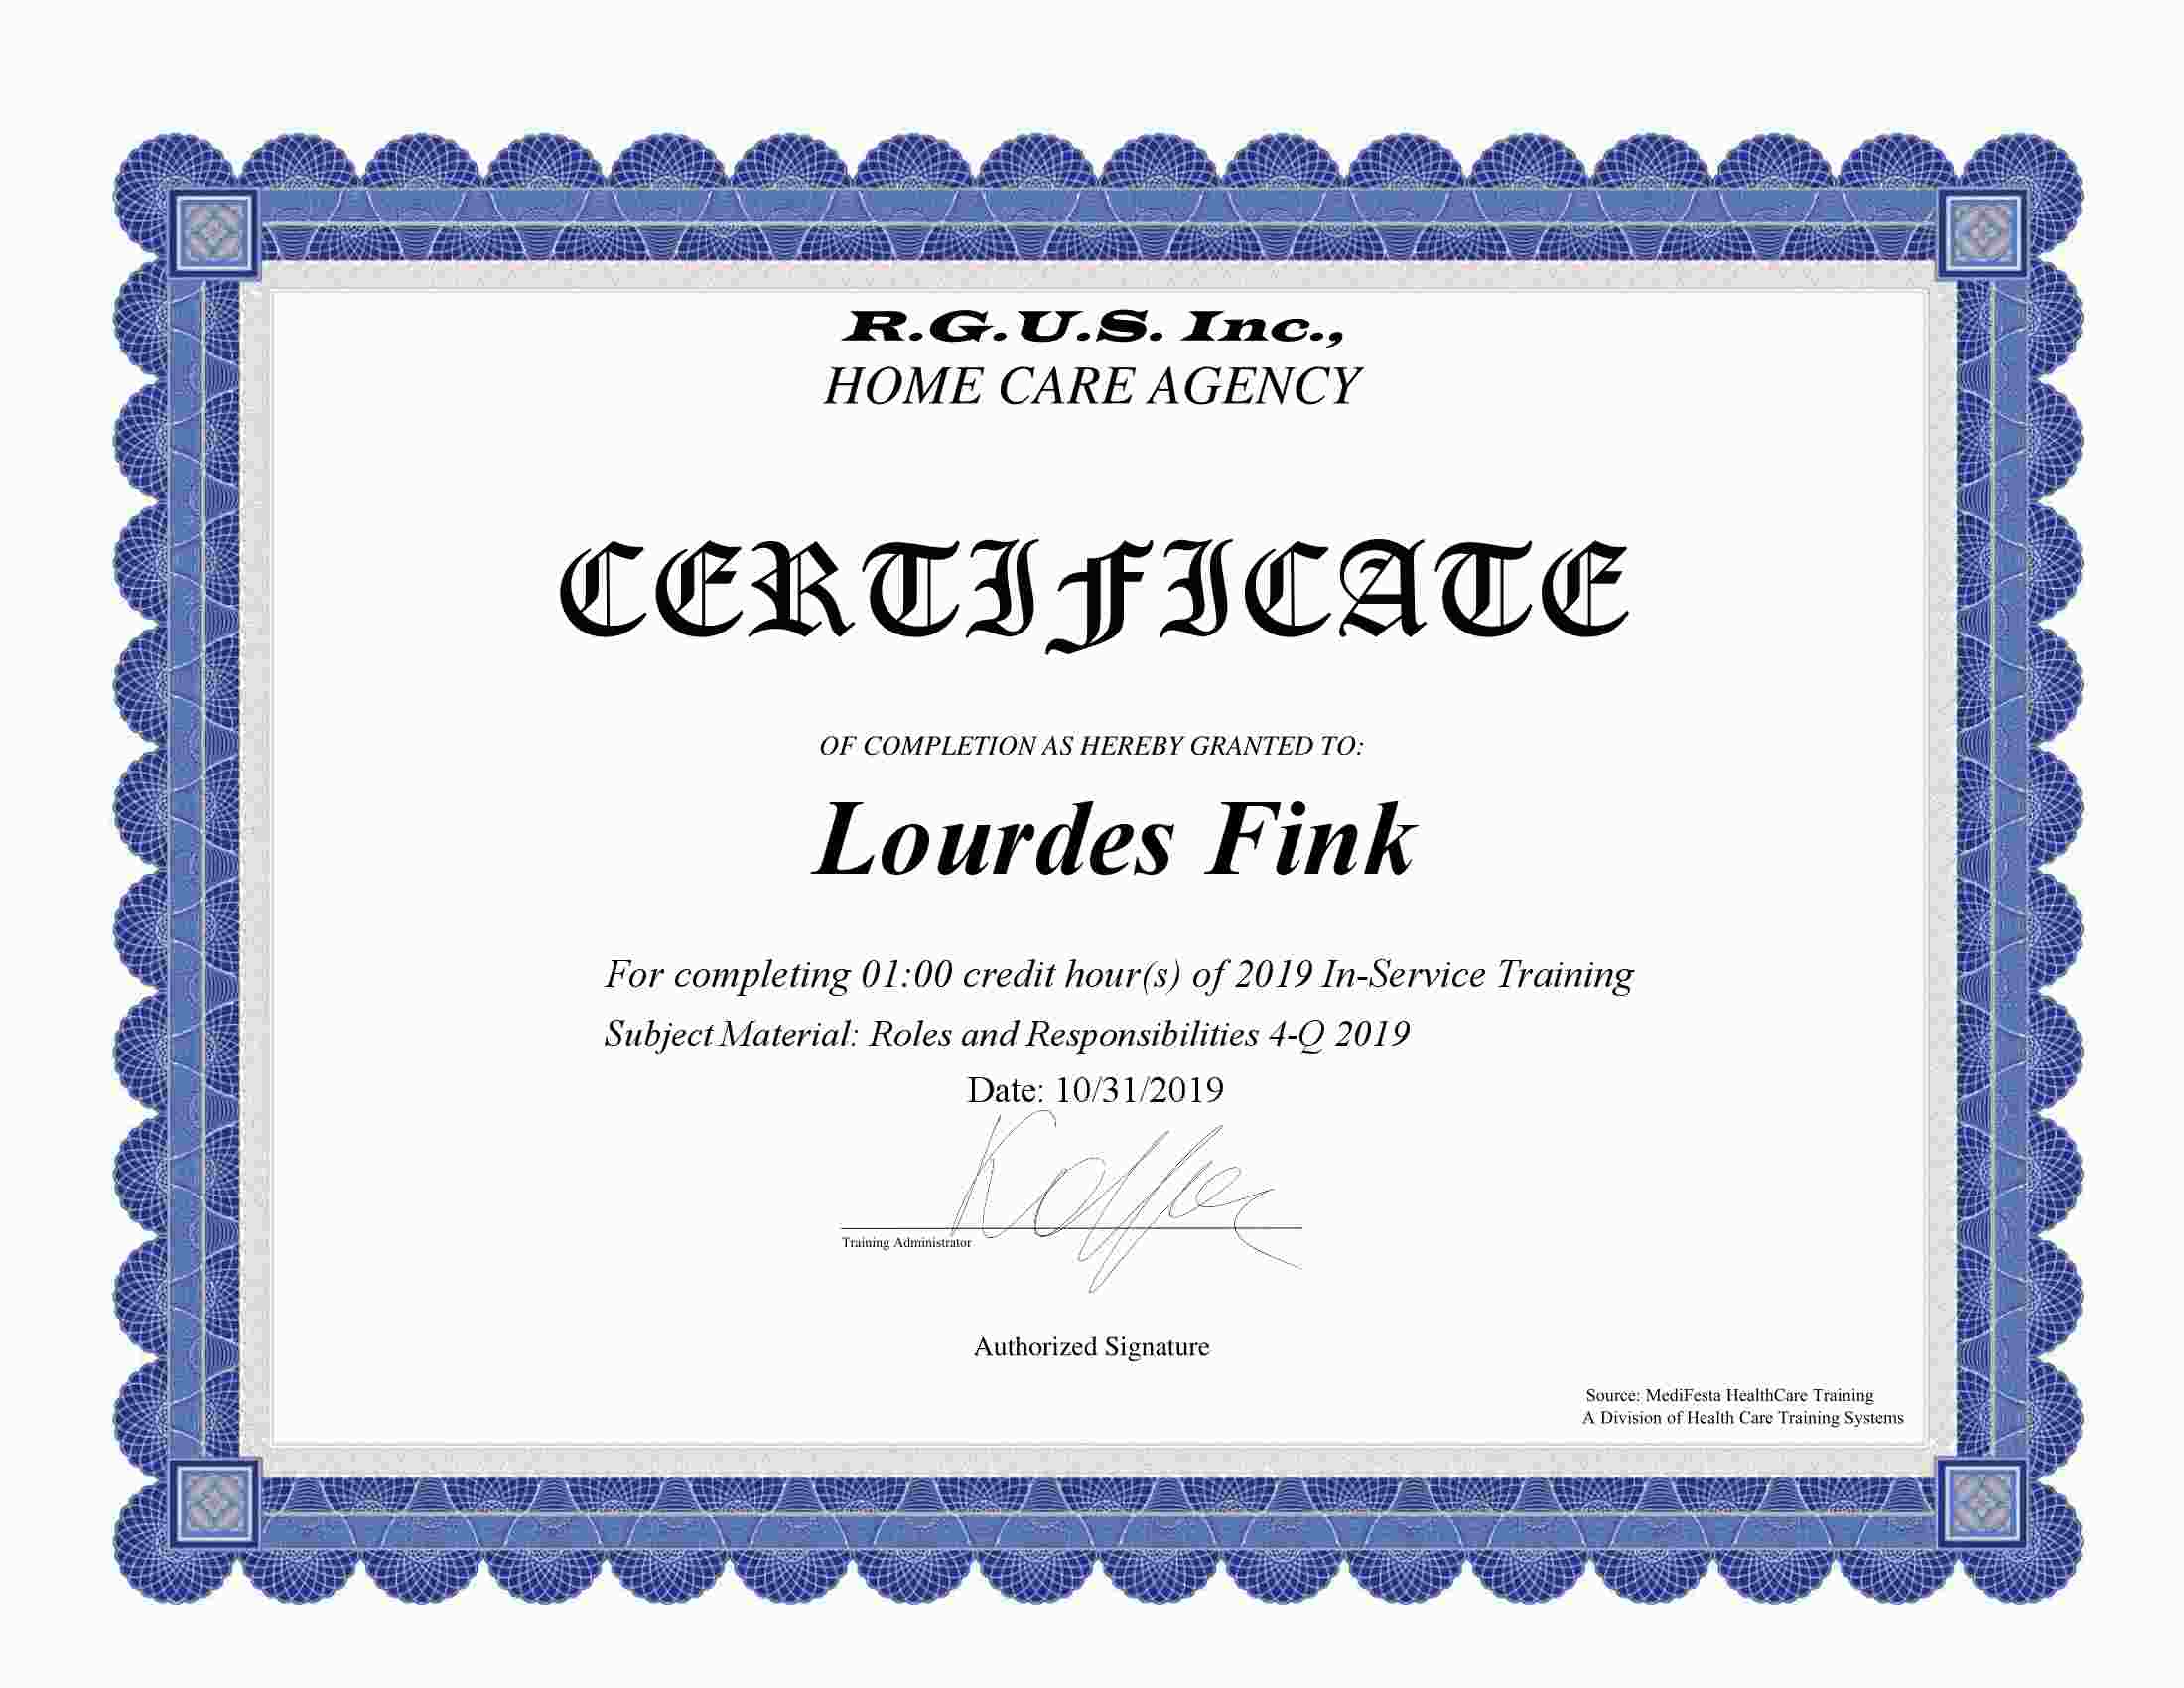 R.G.U.S. Inc.,
HOME CARE AGENCY
CERTIFICATE
OF COMPLETION AS HEREBY GRANTED TO:
Lourdes Fink
For completing 01:00 credit hour(s) of 2019 In-Service Training
Subject Material: Roles and Responsibilities 4-Q 2019
Date: 10/31/2019
Training Administrator
Authorized Signature
Source: MediFesta HealthCare Training
A Division of Health Care Training Systems